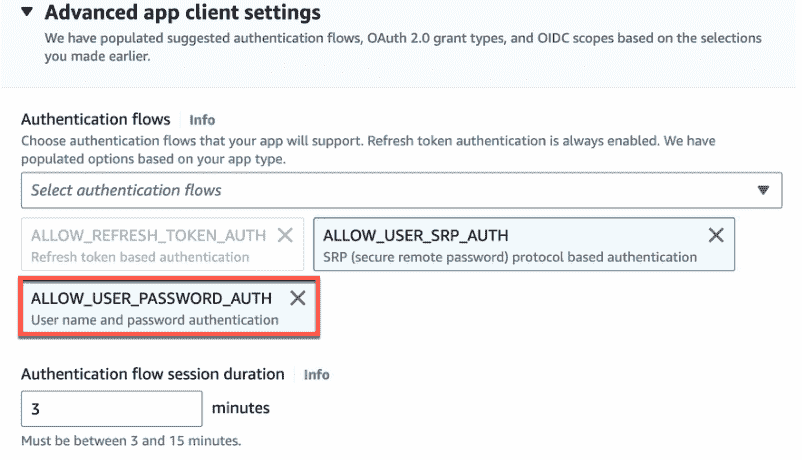 Advanced app client settings
We have populated suggested authentication flows, OAuth 2.0 grant types, and OIDC scopes based on the selections
you made earlier.
Authentication flows Info
Choose authentication flows that your app will support. Refresh token authentication is always enabled. We have
populated options based on your app type.
Select authentication flows
ALLOW_REFRESH_TOKEN_AUTH
Refresh token based authentication
ALLOW_USER_SRP_AUTH
SRP (secure remote password) protocol based authentication
ALLOW_USER_PASSWORD_AUTH
User name and password authentication
Authentication flow session duration Info
3 minutes
Must be between 3 and 15 minutes.